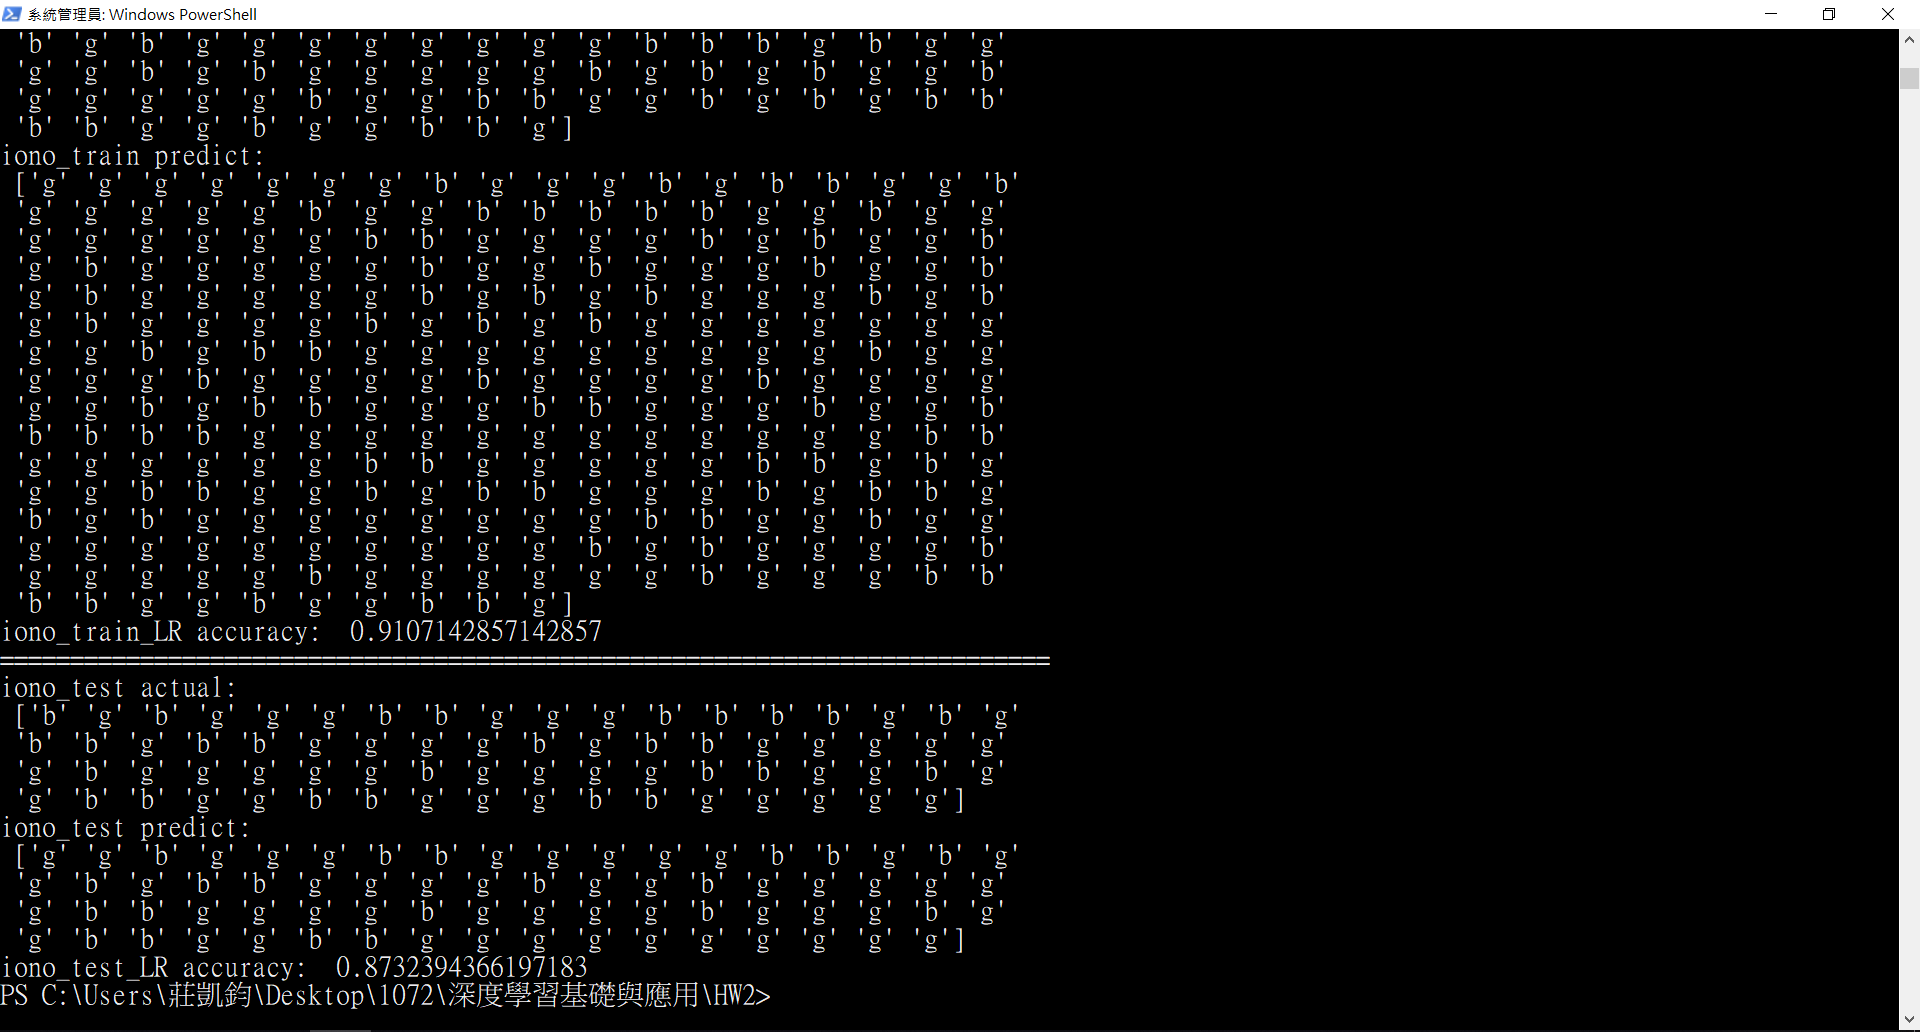 系統管理員: Windows PowerShell
'b' 'g' 'b' 'g' 'g' 'g' 'g' 'g' 'g' 'g' 'g' 'b' 'b' 'b' 'g' 'b' 'g' 'g'
'g' 'g' 'b' 'g' 'b' 'g' 'g' 'g' 'g' 'g' 'b' 'g' 'b' 'g' 'b' 'g' 'g' 'b'
'g' 'g' 'g' 'g' 'g' 'b' 'g' 'g' 'b' 'b' 'g' 'g' 'b' 'g' 'b' 'g' 'b' 'b'
'b' 'b' 'g' 'g' 'b' 'g' 'g' 'b' 'b' 'g']
iono_train predict:
['g' 'g' 'g' 'g' 'g' 'g' 'g' 'b' 'g' 'g' 'g' 'b' 'g' 'b' 'b' 'g' 'g' 'b'
'g' 'g' 'g' 'g' 'g' 'b' 'g' 'g' 'b' 'b' 'b' 'b' 'b' 'g' 'g' 'b' 'g' 'g'
'g' 'g' 'g' 'g' 'g' 'g' 'b' 'b' 'g' 'g' 'g' 'g' 'b' 'g' 'b' 'g' 'g' 'b'
'g' 'b' 'g' 'g' 'g' 'g' 'g' 'b' 'g' 'g' 'b' 'g' 'g' 'g' 'b' 'g' 'g' 'b'
'g' 'b' 'g' 'g' 'g' 'g' 'g' 'b' 'g' 'b' 'g' 'b' 'g' 'g' 'g' 'b' 'g' 'b'
'g' 'b' 'g' 'g' 'g' 'g' 'b' 'g' 'b' 'g' 'b' 'g' 'g' 'g' 'g' 'g' 'g' 'g'
'g' 'g' 'b' 'g' 'b' 'b' 'g' 'g' 'g' 'g' 'g' 'g' 'g' 'g' 'g' 'b' 'g' 'g'
'g' 'g' 'g' 'b' 'g' 'g' 'g' 'g' 'b' 'g' 'g' 'g' 'g' 'b' 'g' 'g' 'g' 'g'
'g' 'g' 'b' 'g' 'b' 'b' 'g' 'g' 'g' 'b' 'b' 'g' 'g' 'g' 'b' 'g' 'g' 'b'
'b' 'b' 'b' 'b' 'g' 'g' 'g' 'g' 'g' 'g' 'g' 'g' 'g' 'g' 'g' 'g' 'b' 'b'
'g' 'g' 'g' 'g' 'g' 'g' 'b' 'b' 'g' 'g' 'g' 'g' 'g' 'b' 'b' 'g' 'b' 'g'
'g' 'g' 'b' 'b' 'g' 'g' 'b' 'g' 'b' 'b' 'g' 'g' 'g' 'b' 'g' 'b' 'b' 'g'
'b' 'g' 'b' 'g' 'g' 'g' 'g' 'g' 'g' 'g' 'g' 'b' 'b' 'g' 'g' 'b' 'g' 'g'
'g' 'g' 'g' 'g' 'g' 'g' 'g' 'g' 'g' 'g' 'b' 'g' 'b' 'g' 'g' 'g' 'g' 'b'
'g' 'g' 'g' 'g' 'g' 'b' 'g' 'g' 'g' 'g' 'g' 'g' 'b' 'g' 'g' 'g' 'b' 'b'
'b' 'b' 'g' 'g' 'b' 'g' 'g' 'b' 'b' 'g']
iono_train_LR accuracy:  0.9107142857142857
===========================================================================
iono_test actual:
['b' 'g' 'b' 'g' 'g' 'g' 'b' 'b' 'g' 'g' 'g' 'b' 'b' 'b' 'b' 'g' 'b' 'g'
'b' 'b' 'g' 'b' 'b' 'g' 'g' 'g' 'g' 'b' 'g' 'b' 'b' 'g' 'g' 'g' 'g' 'g'
'g' 'b' 'g' 'g' 'g' 'g' 'g' 'b' 'g' 'g' 'g' 'g' 'b' 'b' 'g' 'g' 'b' 'g'
'g' 'b' 'b' 'g' 'g' 'b' 'b' 'g' 'g' 'g' 'b' 'b' 'g' 'g' 'g' 'g' 'g']
iono_test predict:
['g' 'g' 'b' 'g' 'g' 'g' 'b' 'b' 'g' 'g' 'g' 'g' 'g' 'b' 'b' 'g' 'b' 'g'
'g' 'b' 'g' 'b' 'b' 'g' 'g' 'g' 'g' 'b' 'g' 'g' 'b' 'g' 'g' 'g' 'g' 'g'
'g' 'b' 'b' 'g' 'g' 'g' 'g' 'b' 'g' 'g' 'g' 'g' 'b' 'g' 'g' 'g' 'b' 'g'
'g' 'b' 'b' 'g' 'g' 'b' 'b' 'g' 'g' 'g' 'g' 'g' 'g' 'g' 'g' 'g' 'g']
iono_test_LR accuracy:  0.8732394366197183
PS C:\Users\莊凱鈞\Desktop\1072\深度學習基礎與應用\HW2>